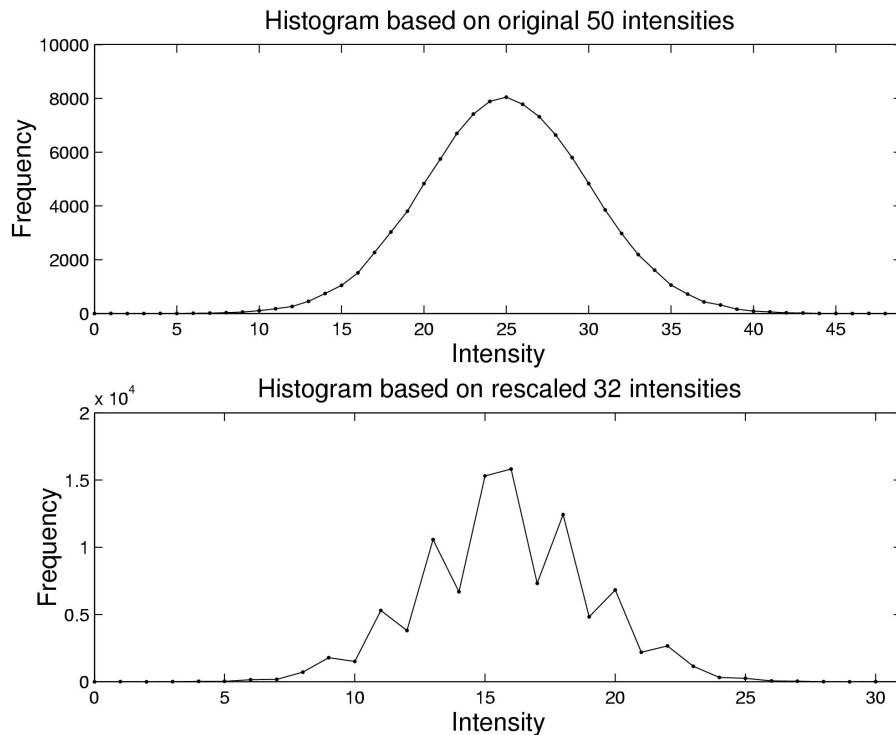 Histogram based on original 50 intensities
10000
8000
6000
4000
2000
0
Frequency
0 5 10 15 20 25 30 35 40 45
Intensity
Histogram based on rescaled 32 intensities
x 10^4
2
1.5
1
0.5
0
Frequency
0 5 10 15 20 25 30
Intensity